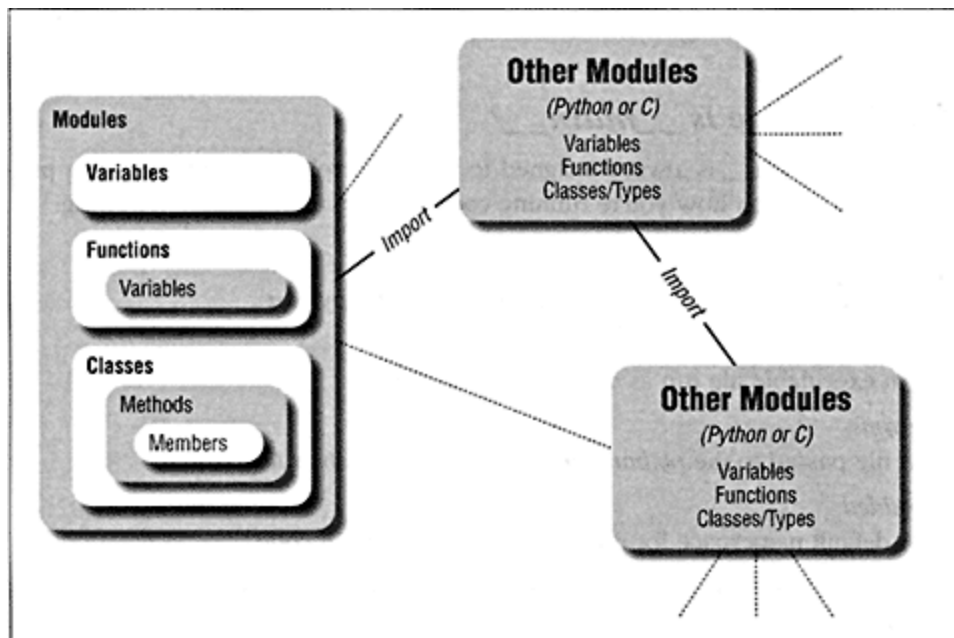 Modules
Variables
Functions
Variables
Classes
Methods
Members
Import
Other Modules
(Python or C)
Variables
Functions
Classes/Types
Import
Other Modules
(Python or C)
Variables
Functions
Classes/Types